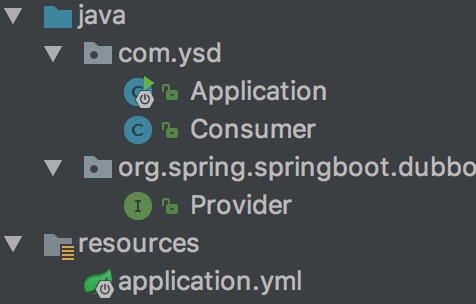 java
com.ysd
Application
Consumer
org.spring.springboot.dubbo
Provider
resources
application.yml